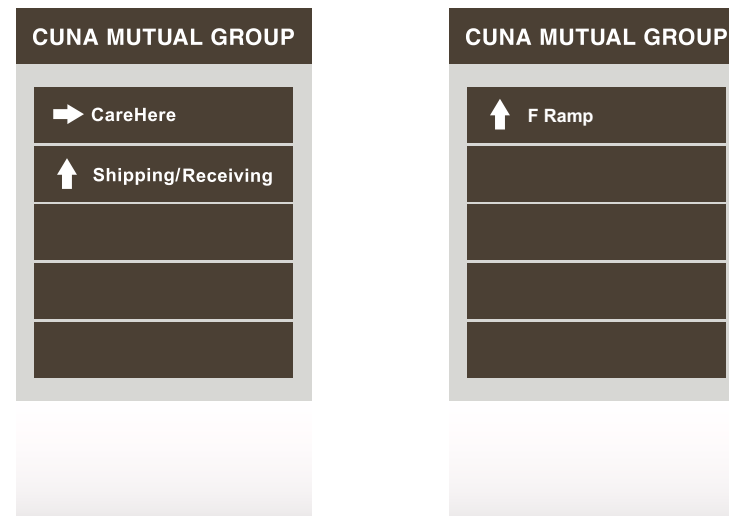 CUNA MUTUAL GROUP
CareHere
Shipping/Receiving
CUNA MUTUAL GROUP
F Ramp